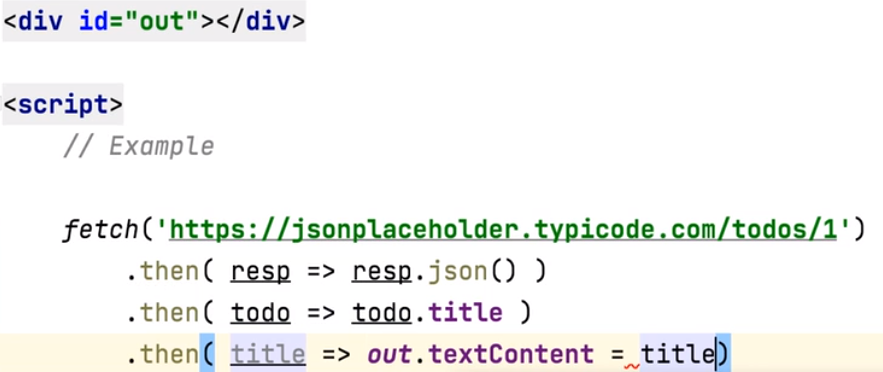 <div id="out"></div>
<script>
// Example
fetch('https://jsonplaceholder.typicode.com/todos/1')
.then( resp => resp.json() )
.then( todo => todo.title )
.then( title => out.textContent = title)